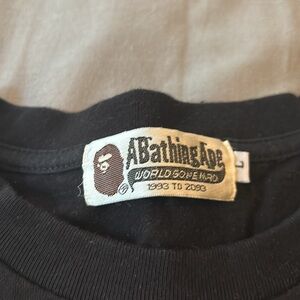 ABathingApe
WORLD GONE MAD
1993 TO 2093
L